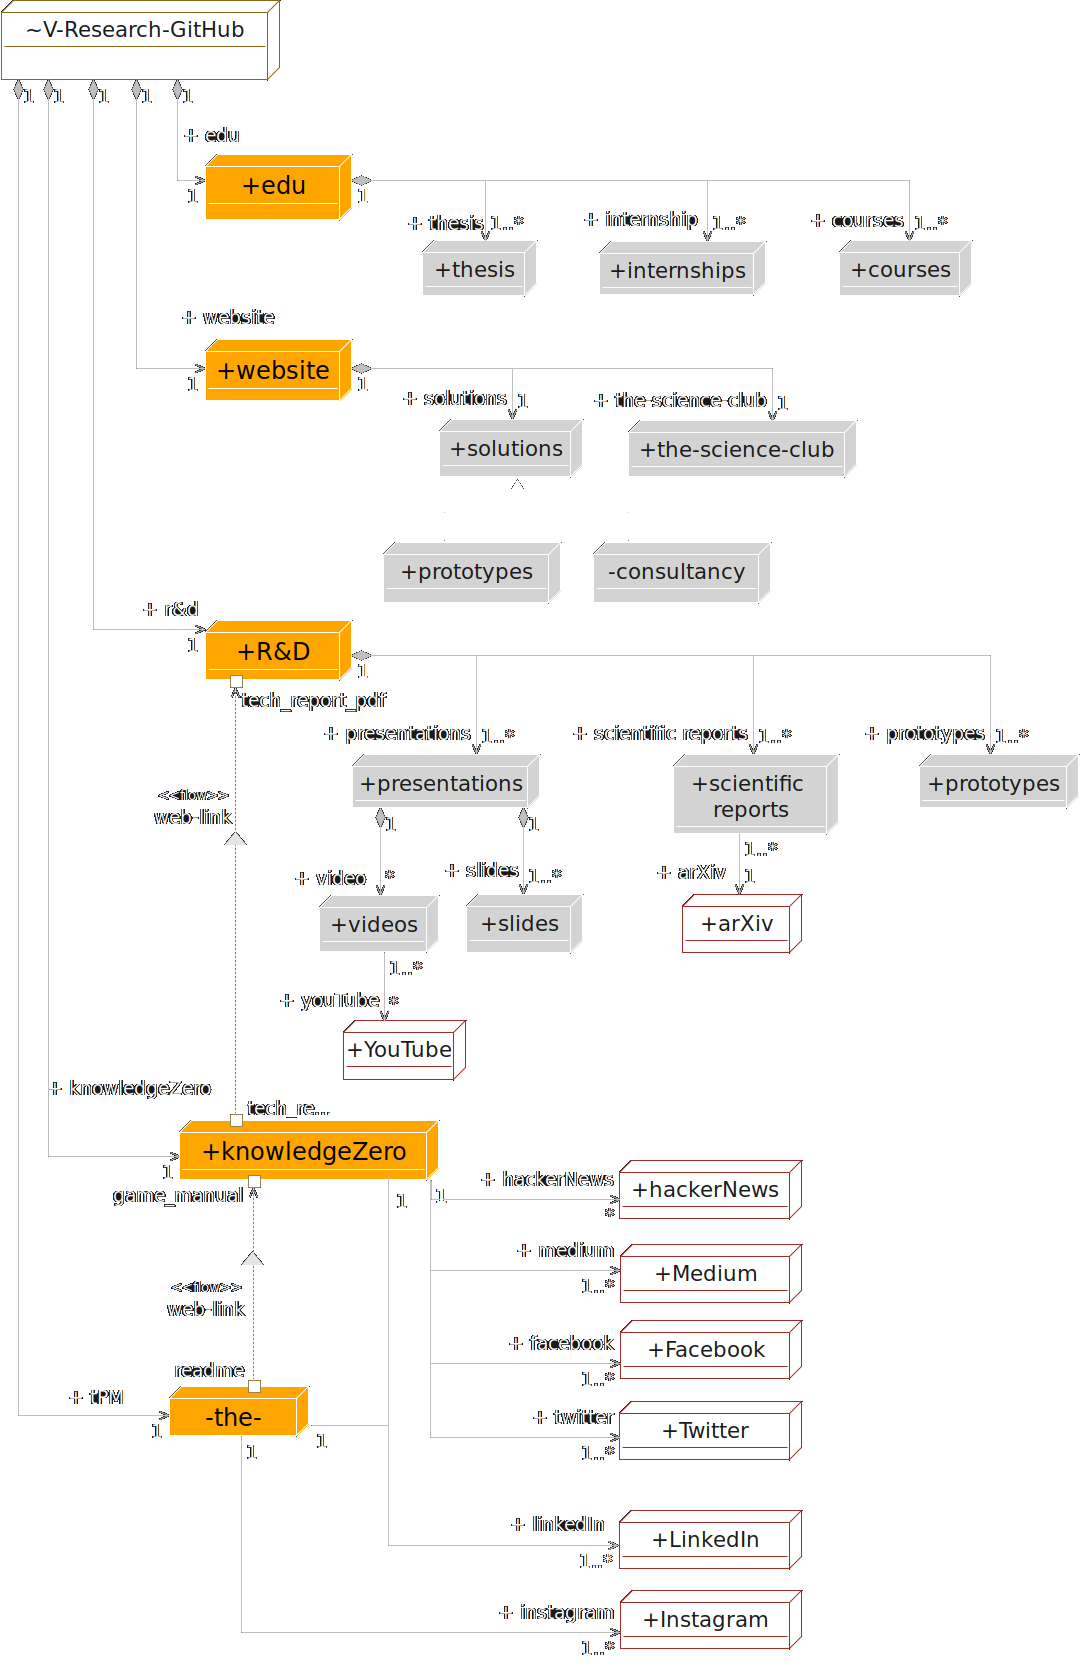 ~V-Research-GitHub
1
1
1
1
1
+ edu
+edu
1
1
+ thesis
1..*
+ internship
1..*
+ courses
1..*
+thesis
+internships
+courses
+ website
+website
1
1
+ solutions
1
+ the-science-club
1
+solutions
+the-science-club
+prototypes
-consultancy
+ r&d
+R&D
1
1
tech_report_pdf
+ presentations
1..*
+ scientific reports
1..*
+ prototypes
1..*
+presentations
+scientific
reports
+prototypes
<<flow>>
web-link
1
1
1..*
+ video
*
+ slides
1..*
+ arXiv
1
+videos
+slides
+arXiv
1..*
+ youTube
*
+YouTube
+ knowledgeZero
tech_re...
+knowledgeZero
1
1
1
game_manual
+ hackerNews
*
+hackerNews
+ medium
1..*
+Medium
<<flow>>
web-link
+ facebook
1..*
+Facebook
readme
+ tPM
1
-the-
1
1
+ twitter
1..*
+Twitter
+ linkedIn
1..*
+LinkedIn
+ instagram
1..*
+Instagram